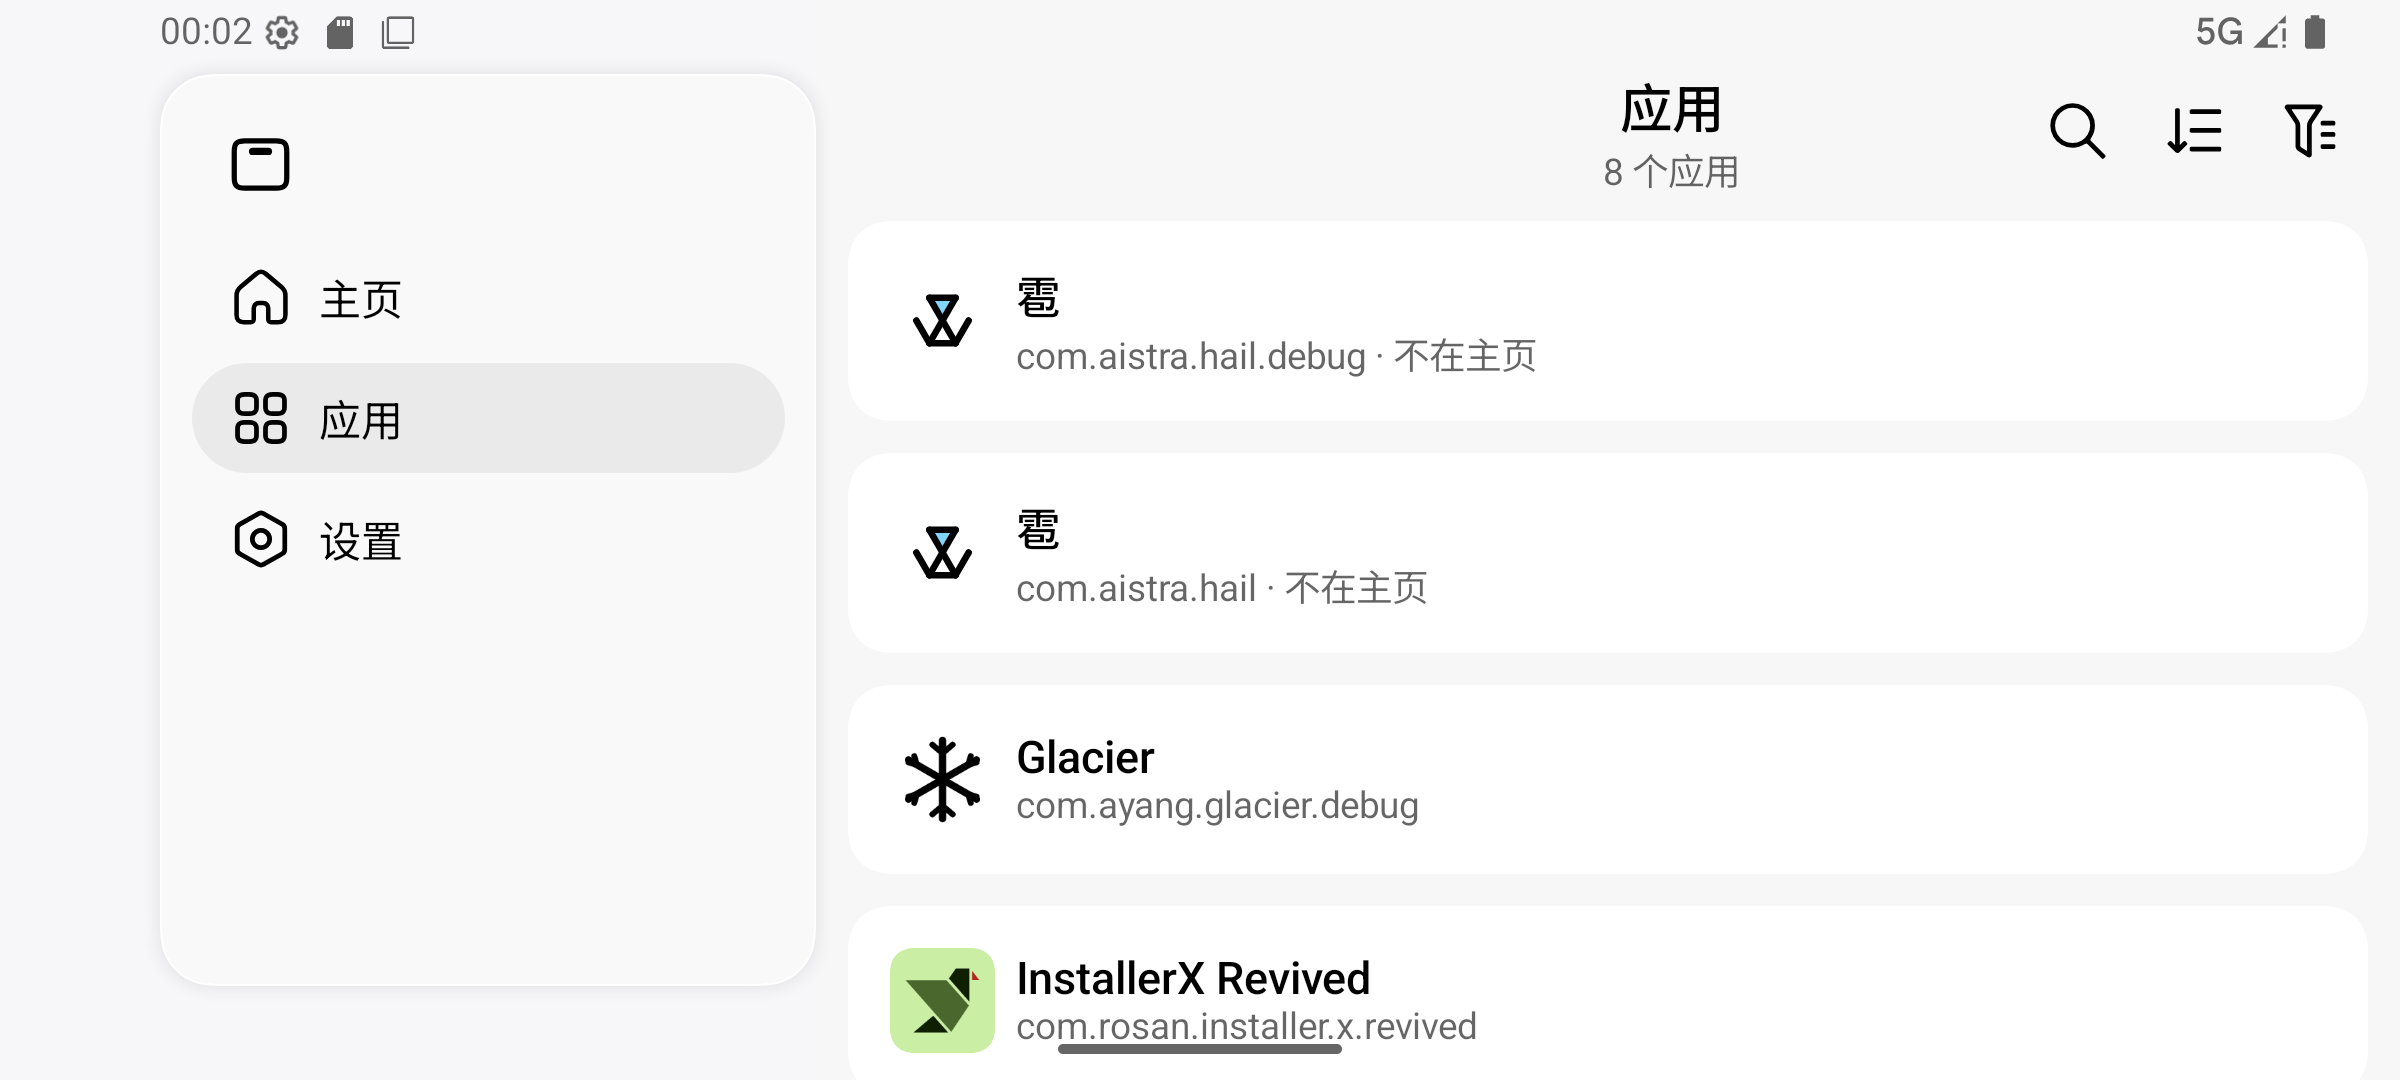 00:02
5G
主页
应用
设置
应用
8 个应用
雹
com.aistra.hail.debug · 不在主页
雹
com.aistra.hail · 不在主页
Glacier
com.ayang.glacier.debug
InstallerX Revived
com.rosan.installer.x.revived